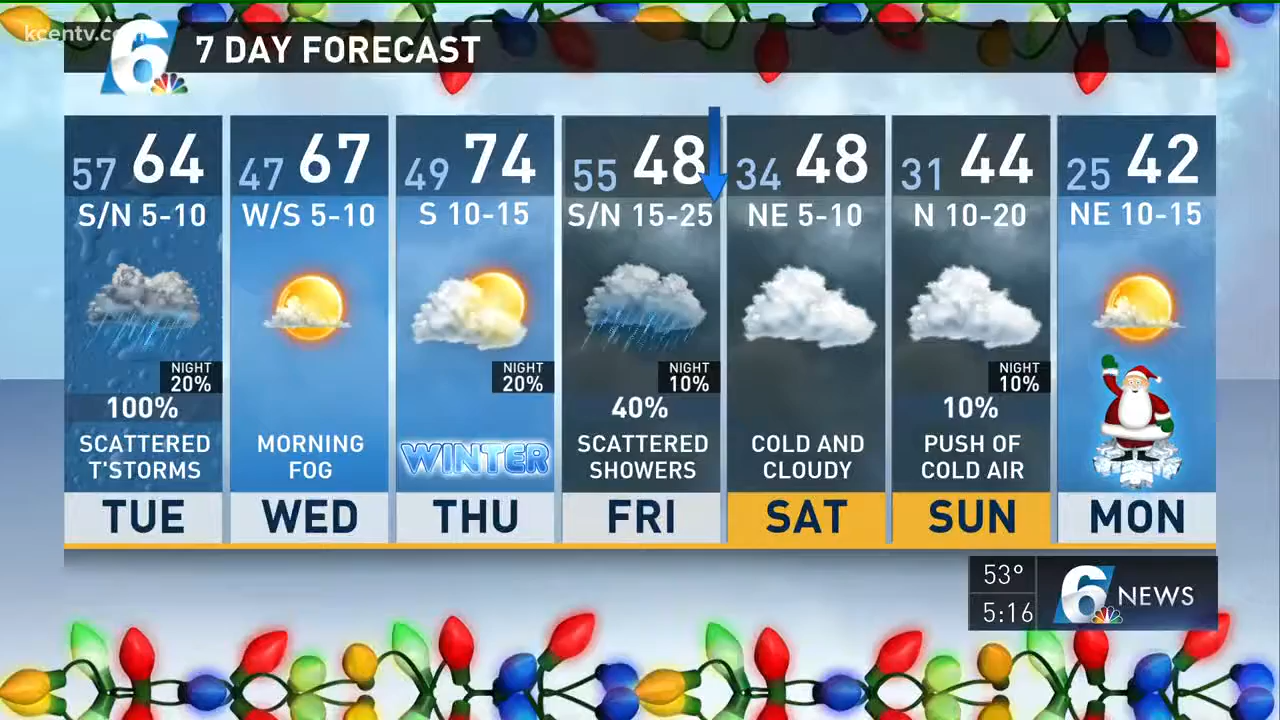 kcentv.com
6
7 DAY FORECAST
57 64
S/N 5-10
NIGHT
20%
100%
SCATTERED
T'STORMS
TUE
47 67
W/S 5-10
MORNING
FOG
WED
49 74
S 10-15
NIGHT
20%
WINTER
THU
55 48
S/N 15-25
NIGHT
10%
40%
SCATTERED
SHOWERS
FRI
34 48
NE 5-10
COLD AND
CLOUDY
SAT
31 44
N 10-20
NIGHT
10%
10%
PUSH OF
COLD AIR
SUN
25 42
NE 10-15
MON
53°
5:16
6 NEWS